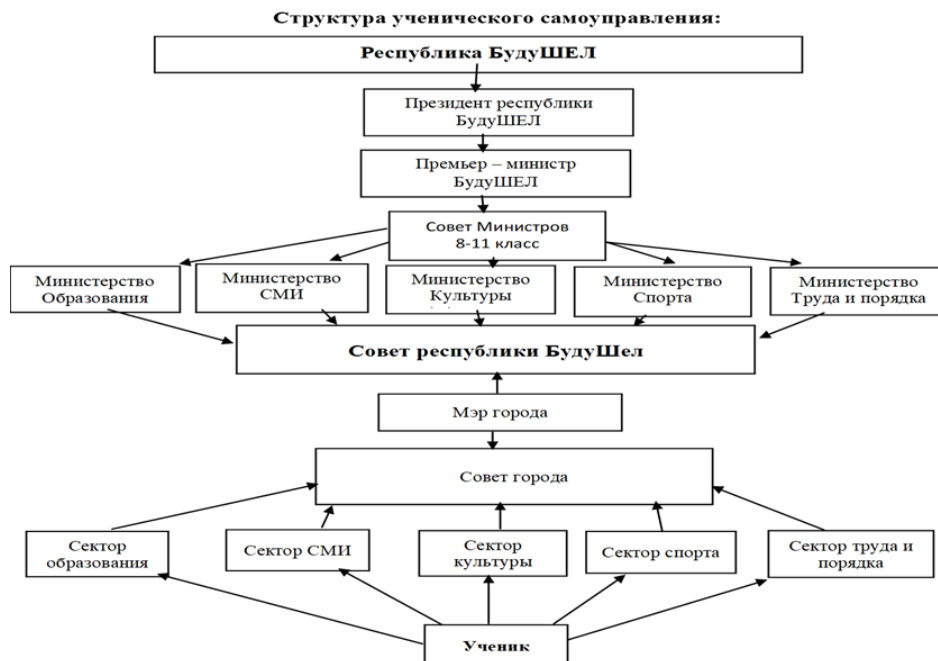 Структура ученического самоуправления:
Республика БудуШЕЛ
Президент республики
БудуШЕЛ
Премьер – министр
БудуШЕЛ
Совет Министров
8-11 класс
Министерство
Образования
Министерство
СМИ
Министерство
Культуры
Министерство
Спорта
Министерство
Труда и порядка
Совет республики БудуШел
Мэр города
Совет города
Сектор
образования
Сектор СМИ
Сектор
культуры
Сектор спорта
Сектор труда и
порядка
Ученик